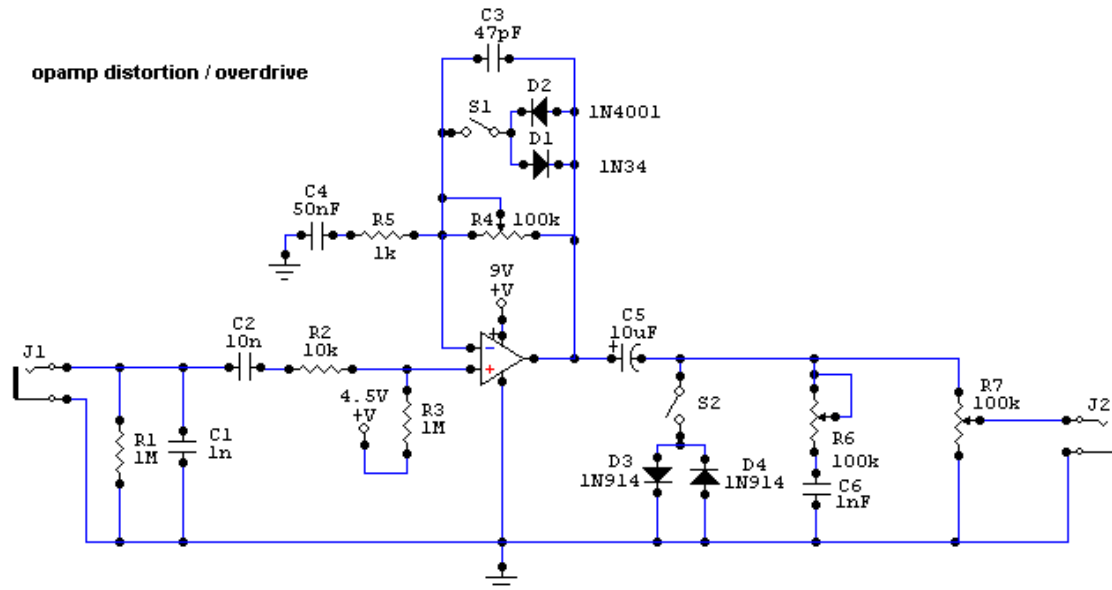 C3
47pF
opamp distortion / overdrive
D2
S1
1N4001
D1
1N34
C4
50nF
R5
1k
R4
100k
9V
+V
C2
10n
R2
10k
C5
10uF
+
J1
-
+
+
4.5V
+V
R3
1M
S2
R7
100k
J2
R1
1M
C1
1n
D3
1N914
D4
1N914
R6
100k
C6
1nF